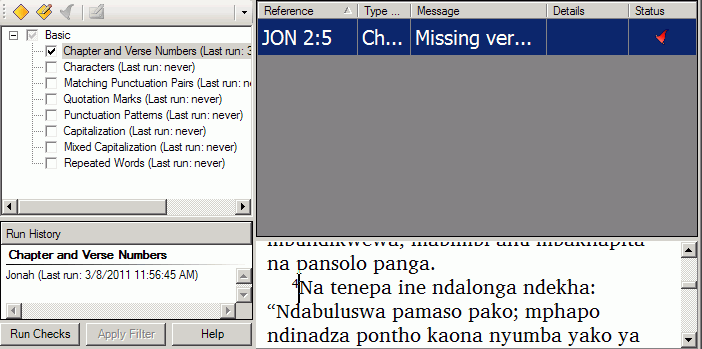 Basic
Chapter and Verse Numbers (Last run: 3
Characters (Last run: never)
Matching Punctuation Pairs (Last run: never)
Quotation Marks (Last run: never)
Punctuation Patterns (Last run: never)
Capitalization (Last run: never)
Mixed Capitalization (Last run: never)
Repeated Words (Last run: never)
Run History
Chapter and Verse Numbers
Jonah (Last run: 3/8/2011 11:56:45 AM)
Run Checks Apply Filter Help
Reference Type ... Message Details Status
JON 2:5 Ch... Missing ver...
na pansolo panga.
4Na tenepa ine ndalonga ndekha:
“Ndabuluswa pamaso pako; mphapo
ndinadza pontho kaona nyumba yako ya